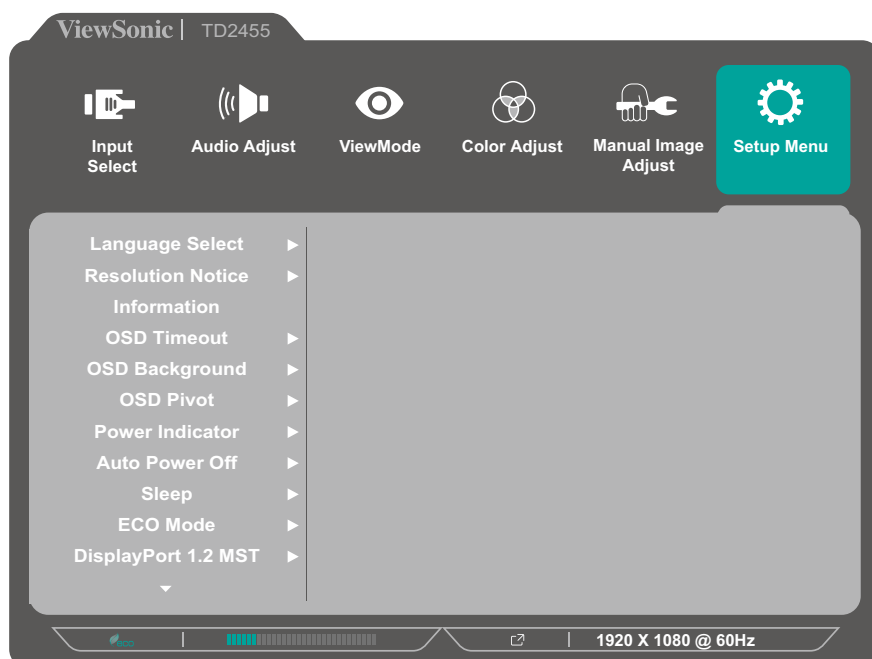 ViewSonic | TD2455
Input
Select
Audio Adjust
ViewMode
Color Adjust
Manual Image
Adjust
Setup Menu
Language Select
Resolution Notice
Information
OSD Timeout
OSD Background
OSD Pivot
Power Indicator
Auto Power Off
Sleep
ECO Mode
DisplayPort 1.2 MST
ECO
1920 X 1080 @ 60Hz